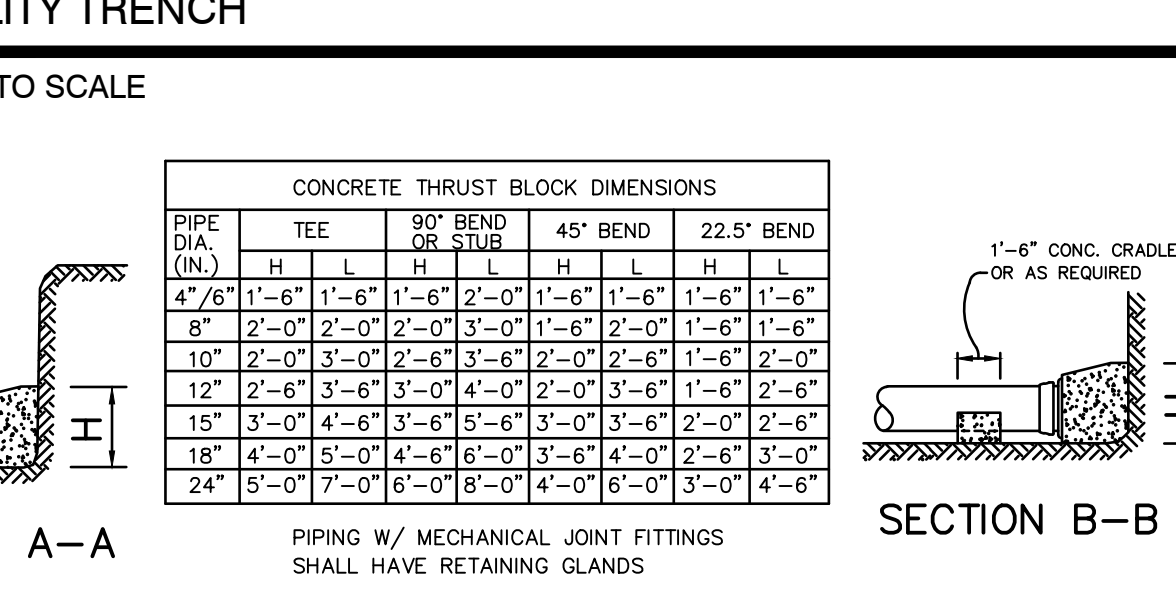 LITY TRENCH
TO SCALE
CONCRETE THRUST BLOCK DIMENSIONS
PIPE DIA. (IN.) TEE 90° BEND OR STUB 45° BEND 22.5° BEND
H L H L H L H L
4"/6" 1'-6" 1'-6" 1'-6" 2'-0" 1'-6" 1'-6" 1'-6" 1'-6"
8" 2'-0" 2'-0" 2'-0" 3'-0" 1'-6" 2'-0" 1'-6" 1'-6"
10" 2'-0" 3'-0" 2'-6" 3'-6" 2'-0" 2'-6" 1'-6" 2'-0"
12" 2'-6" 3'-6" 3'-0" 4'-0" 2'-0" 3'-6" 1'-6" 2'-6"
15" 3'-0" 4'-6" 3'-6" 5'-6" 3'-0" 3'-6" 2'-0" 2'-6"
18" 4'-0" 5'-0" 4'-6" 6'-0" 3'-6" 4'-0" 2'-6" 3'-0"
24" 5'-0" 7'-0" 6'-0" 8'-0" 4'-0" 6'-0" 3'-0" 4'-6"
PIPING W/ MECHANICAL JOINT FITTINGS
SHALL HAVE RETAINING GLANDS
H
A-A
1'-6" CONC. CRADLE
OR AS REQUIRED
SECTION B-B